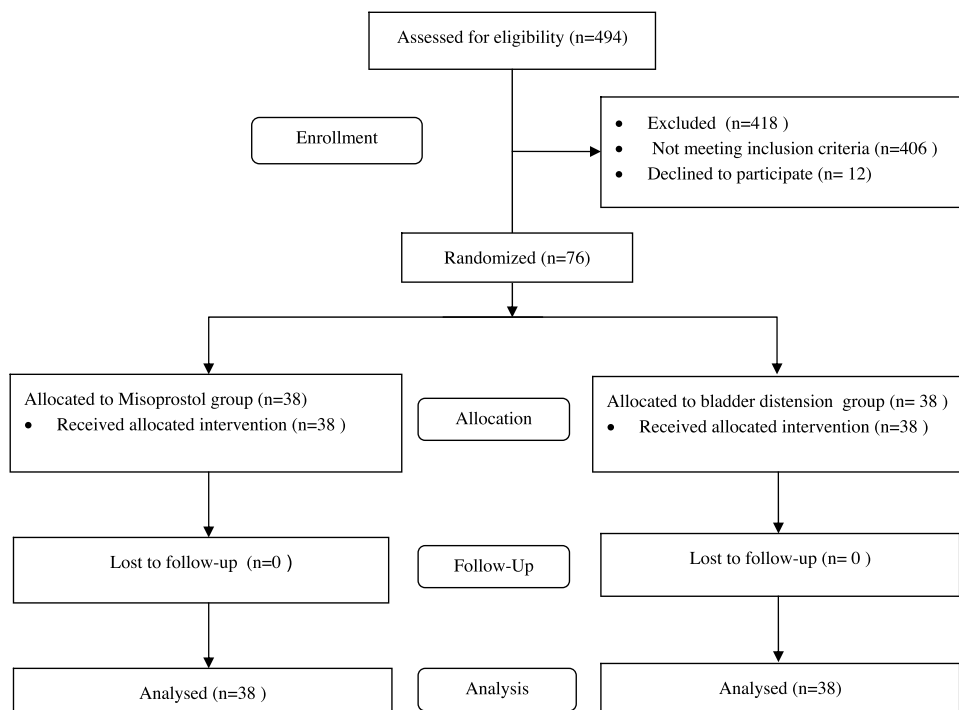 Assessed for eligibility (n=494)
Enrollment
• Excluded (n=418 )
• Not meeting inclusion criteria (n=406 )
• Declined to participate (n= 12)
Randomized (n=76)
Allocated to Misoprostol group (n=38)
• Received allocated intervention (n=38 )
Allocation
Allocated to bladder distension group (n= 38 )
• Received allocated intervention (n=38 )
Lost to follow-up (n=0 )
Follow-Up
Lost to follow-up (n= 0 )
Analysed (n=38 )
Analysis
Analysed (n=38)